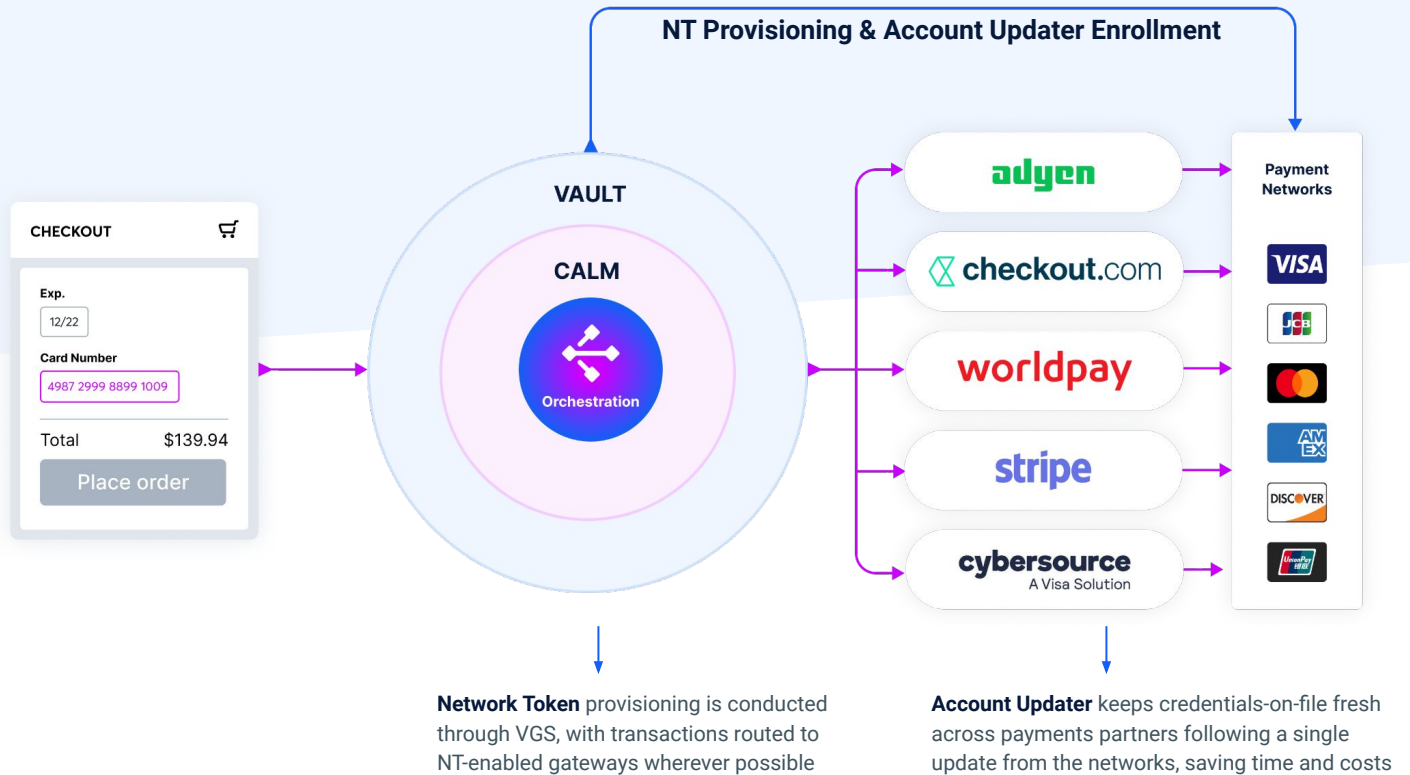 NT Provisioning & Account Updater Enrollment
CHECKOUT
Exp.
12/22
Card Number
4987 2999 8899 1009
Total $139.94
Place order
VAULT
CALM
Orchestration
adyen
checkout.com
worldpay
stripe
cybersource
A Visa Solution
Payment
Networks
VISA
JCB
AM
EX
DISCOVER
UnionPay
银联
Network Token provisioning is conducted
through VGS, with transactions routed to
NT-enabled gateways wherever possible
Account Updater keeps credentials-on-file fresh
across payments partners following a single
update from the networks, saving time and costs